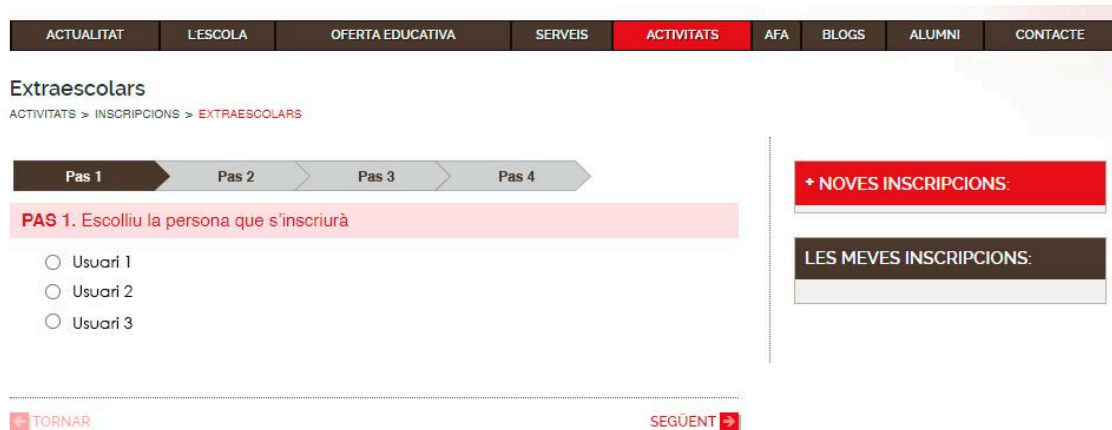 ACTUALITAT L'ESCOLA OFERTA EDUCATIVA SERVEIS ACTIVITATS AFA BLOGS ALUMNI CONTACTE
Extraescolars
ACTIVITATS > INSCRIPCIONS > EXTRAESCOLARS
Pas 1 Pas 2 Pas 3 Pas 4
PAS 1. Escolliu la persona que s'inscriurà
Usuari 1
Usuari 2
Usuari 3
TORNAR SEGÜENT
+ NOVES INSCRIPCIONS:
LES MEVES INSCRIPCIONS: